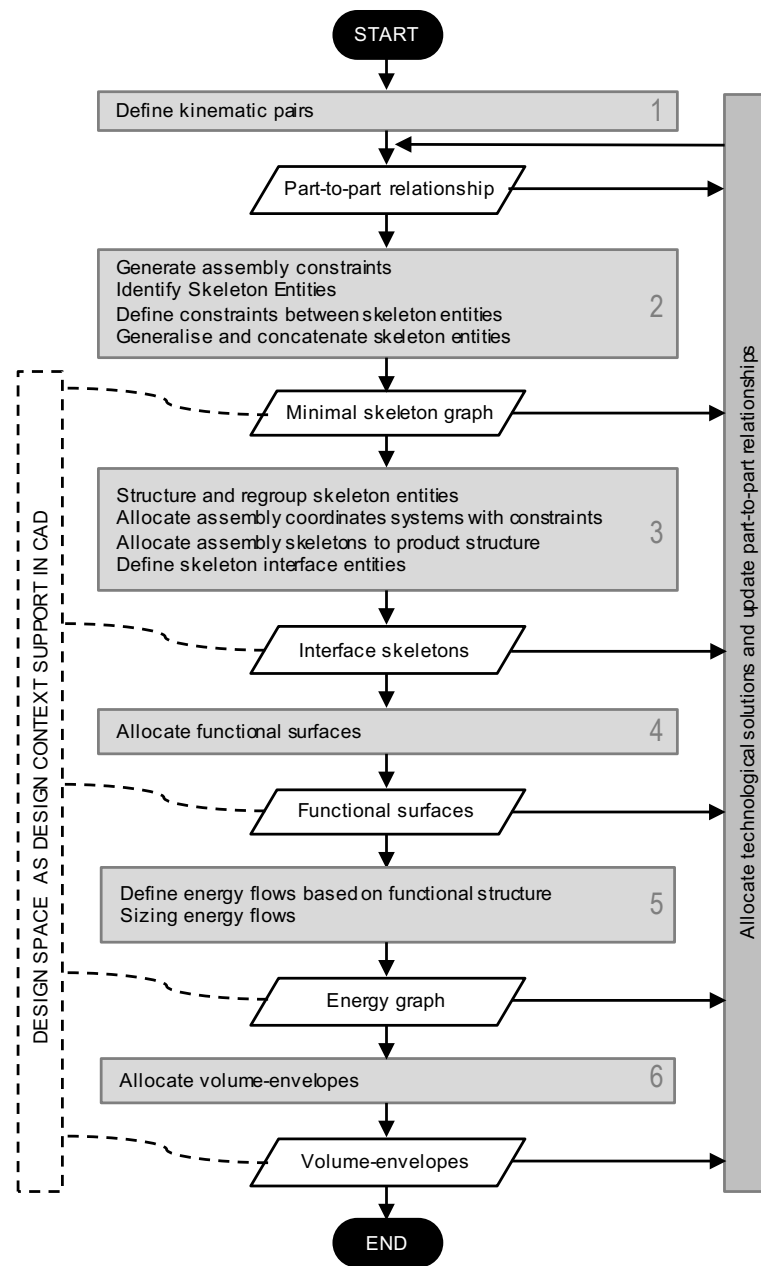 START
Define kinematic pairs
1
Part-to-part relationship
Generate assembly constraints
Identify Skeleton Entities
Define constraints between skeleton entities
Generalise and concatenate skeleton entities
2
Minimal skeleton graph
Structure and regroup skeleton entities
Allocate assembly coordinates systems with constraints
Allocate assembly skeletons to product structure
Define skeleton interface entities
3
Interface skeletons
Allocate functional surfaces
4
Functional surfaces
Define energy flows based on functional structure
Sizing energy flows
5
Energy graph
Allocate volume-envelopes
6
Volume-envelopes
END
DESIGN SPACE AS DESIGN CONTEXT SUPPORT IN CAD
Allocate technological solutions and update part-to-part relationships